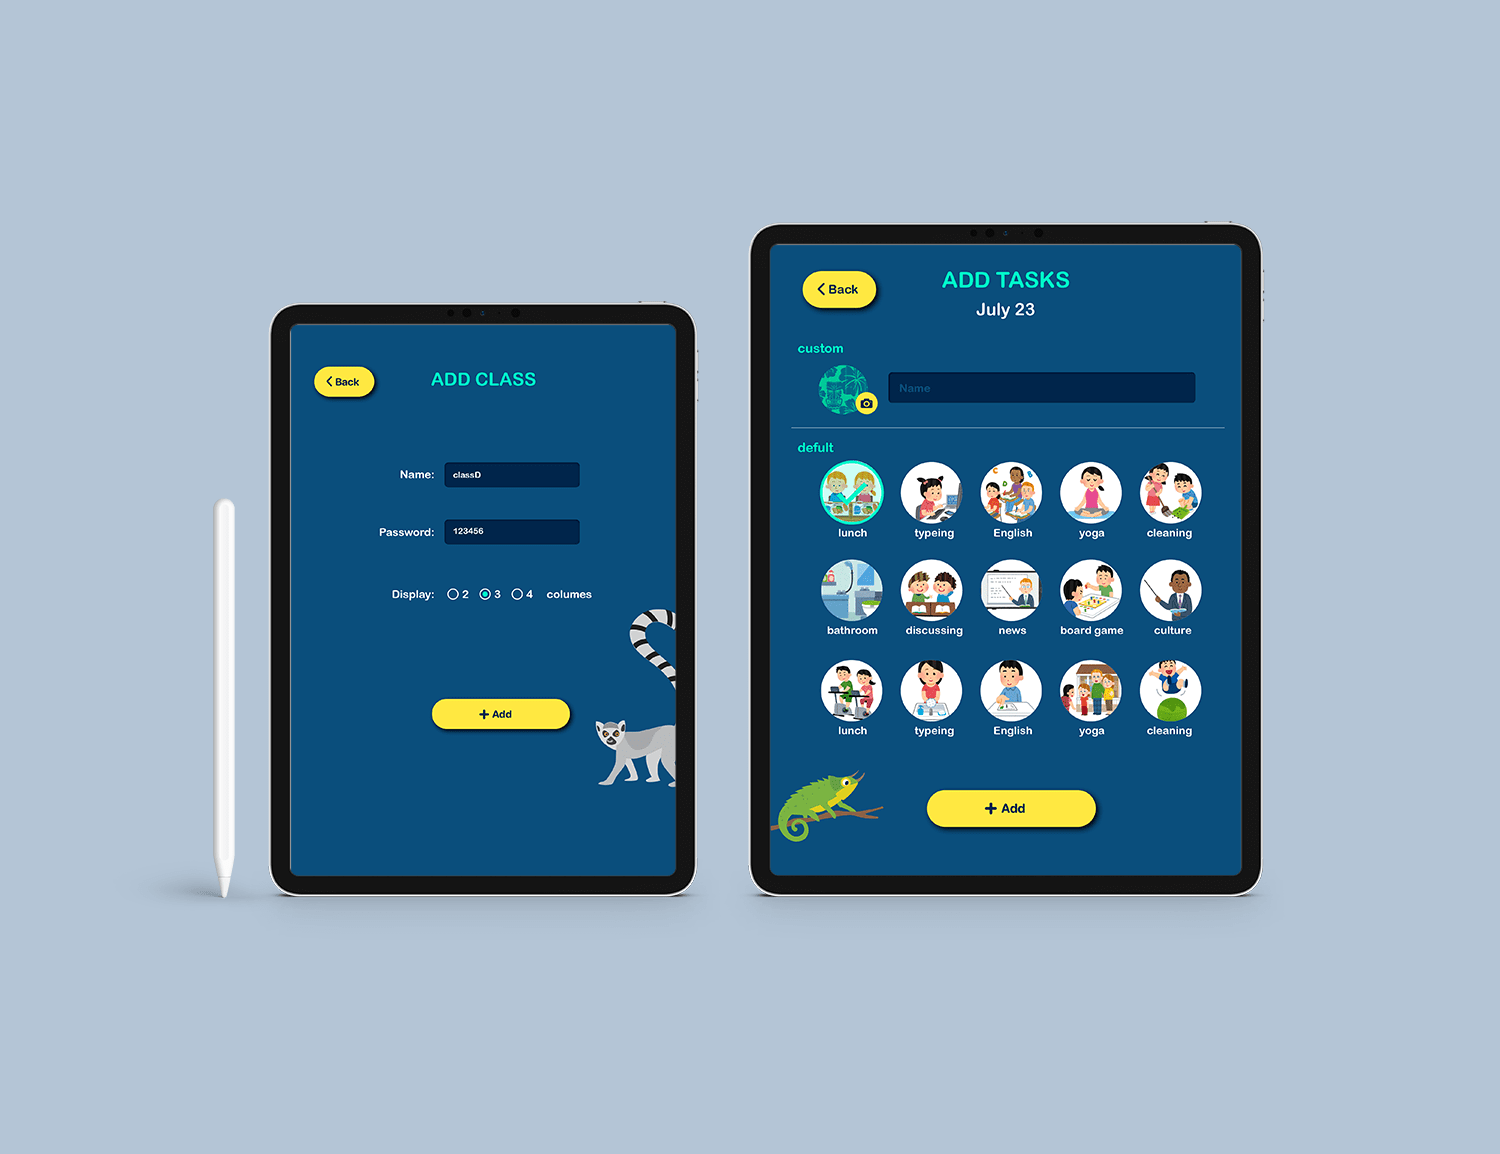 Back
ADD CLASS
Name: classD
Password: 123456
Display: 2 3 4 columes
+ Add
Back
ADD TASKS
July 23
custom
Name
defult
lunch typeing English yoga cleaning
bathroom discussing news board game culture
lunch typeing English yoga cleaning
+ Add